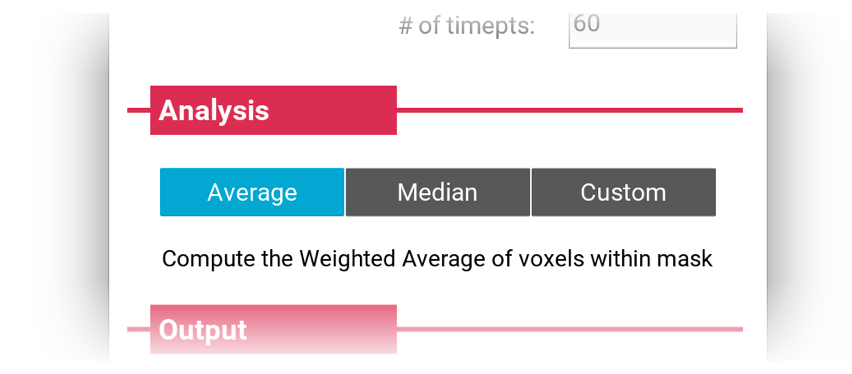 # of timepts: 60
Analysis
Average Median Custom
Compute the Weighted Average of voxels within mask
Output